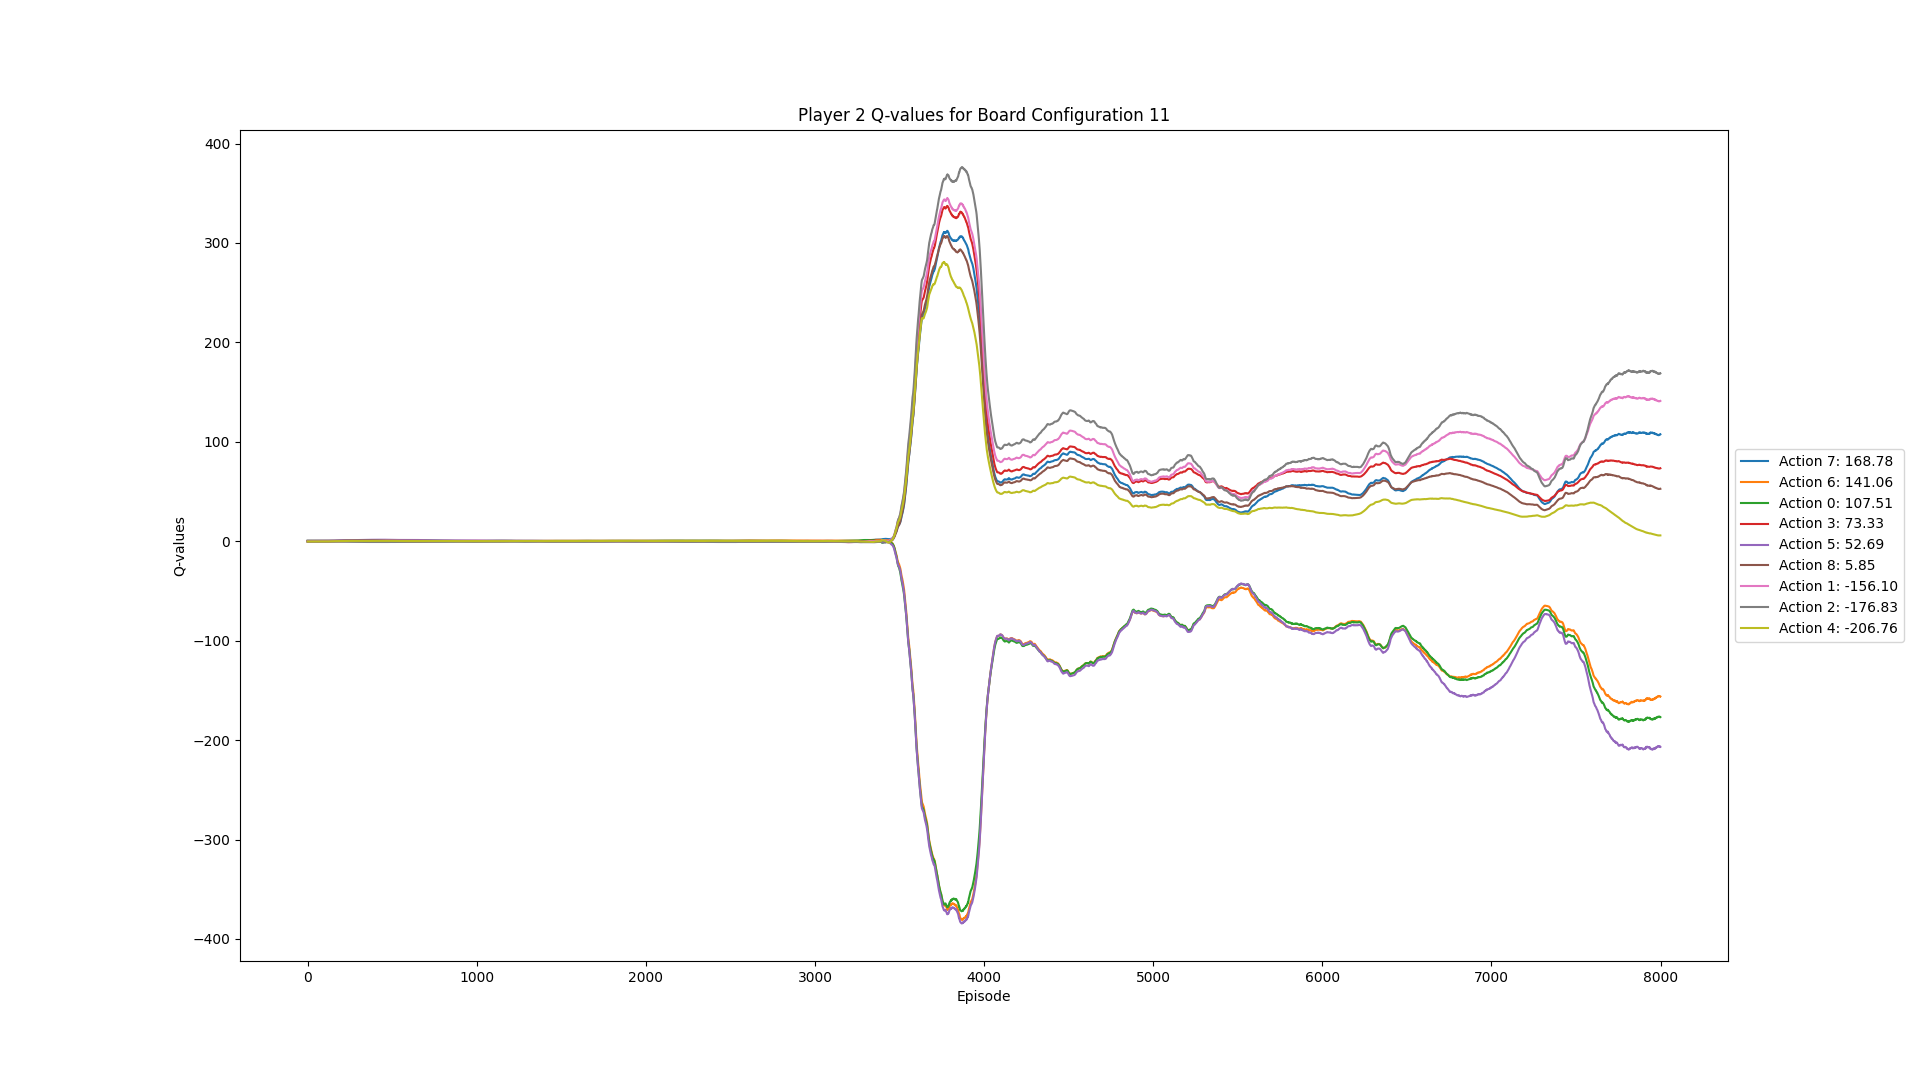 Player 2 Q-values for Board Configuration 11
400
300
200
100
0
−100
−200
−300
−400
Q-values
0 1000 2000 3000 4000 5000 6000 7000 8000
Episode
Action 7: 168.78
Action 6: 141.06
Action 0: 107.51
Action 3: 73.33
Action 5: 52.69
Action 8: 5.85
Action 1: -156.10
Action 2: -176.83
Action 4: -206.76